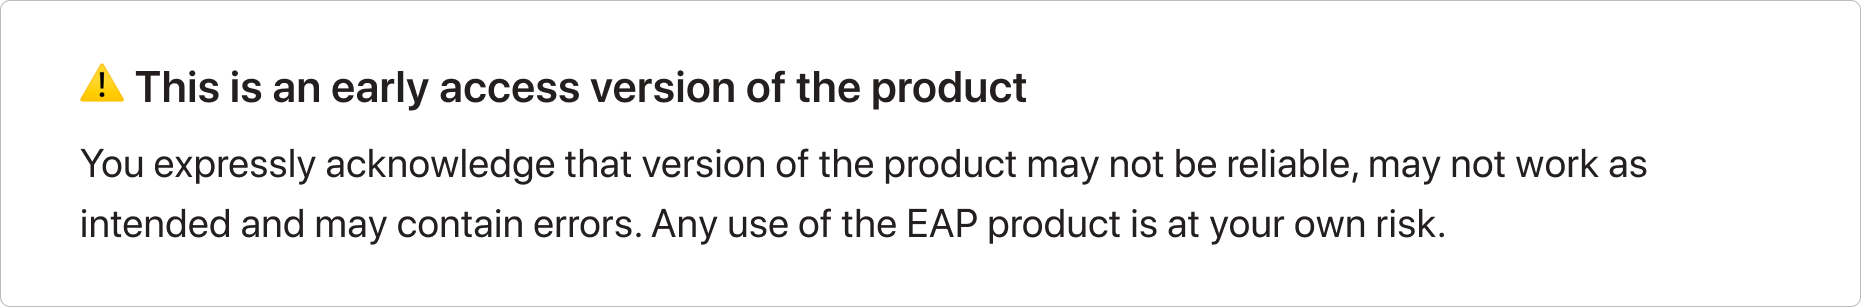 ⚠️ This is an early access version of the product
You expressly acknowledge that version of the product may not be reliable, may not work as
intended and may contain errors. Any use of the EAP product is at your own risk.